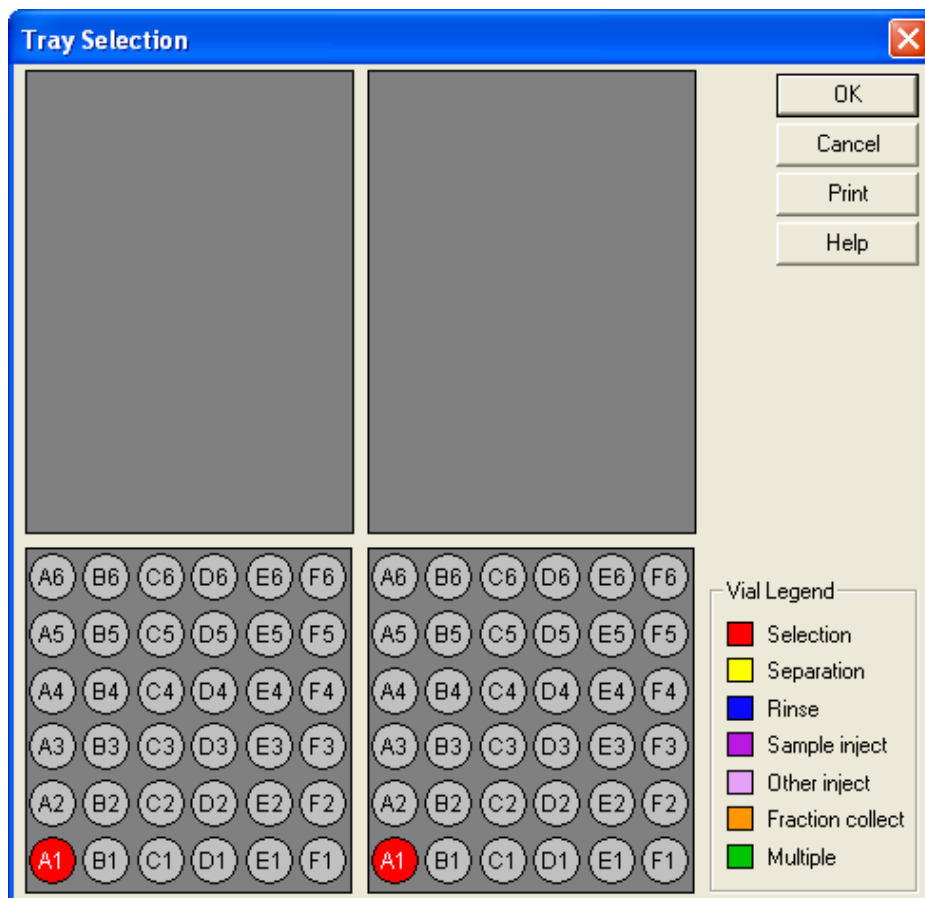 Tray Selection
OK
Cancel
Print
Help
A6 B6 C6 D6 E6 F6 A6 B6 C6 D6 E6 F6
A5 B5 C5 D5 E5 F5 A5 B5 C5 D5 E5 F5
A4 B4 C4 D4 E4 F4 A4 B4 C4 D4 E4 F4
A3 B3 C3 D3 E3 F3 A3 B3 C3 D3 E3 F3
A2 B2 C2 D2 E2 F2 A2 B2 C2 D2 E2 F2
A1 B1 C1 D1 E1 F1 A1 B1 C1 D1 E1 F1
Vial Legend
Selection
Separation
Rinse
Sample inject
Other inject
Fraction collect
Multiple